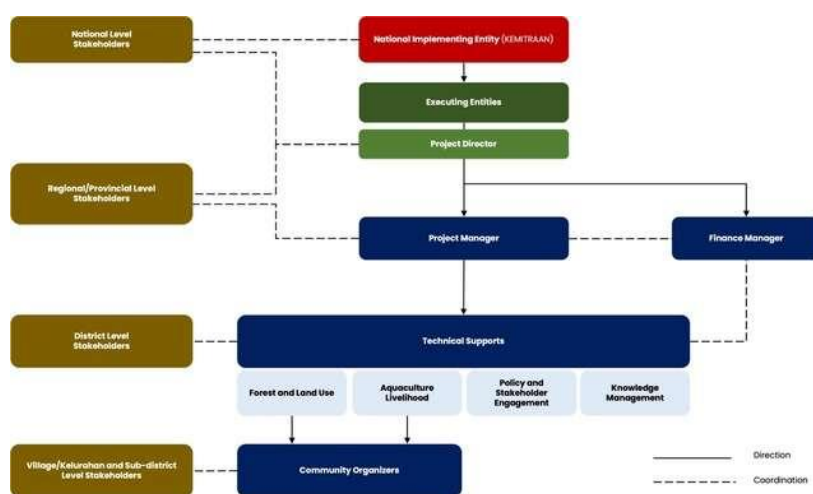 National Level
Stakeholders
National Implementing Entity (KEMITRAAN)
Executing Entities
Project Director
Regional/Provincial Level
Stakeholders
Project Manager
Finance Manager
District Level
Stakeholders
Technical Supports
Forest and Land Use
Aquaculture
Livelihood
Policy and
Stakeholder
Engagement
Knowledge
Management
Village/Kelurahan and Sub-district
Level Stakeholders
Community Organizers
Direction
Coordination